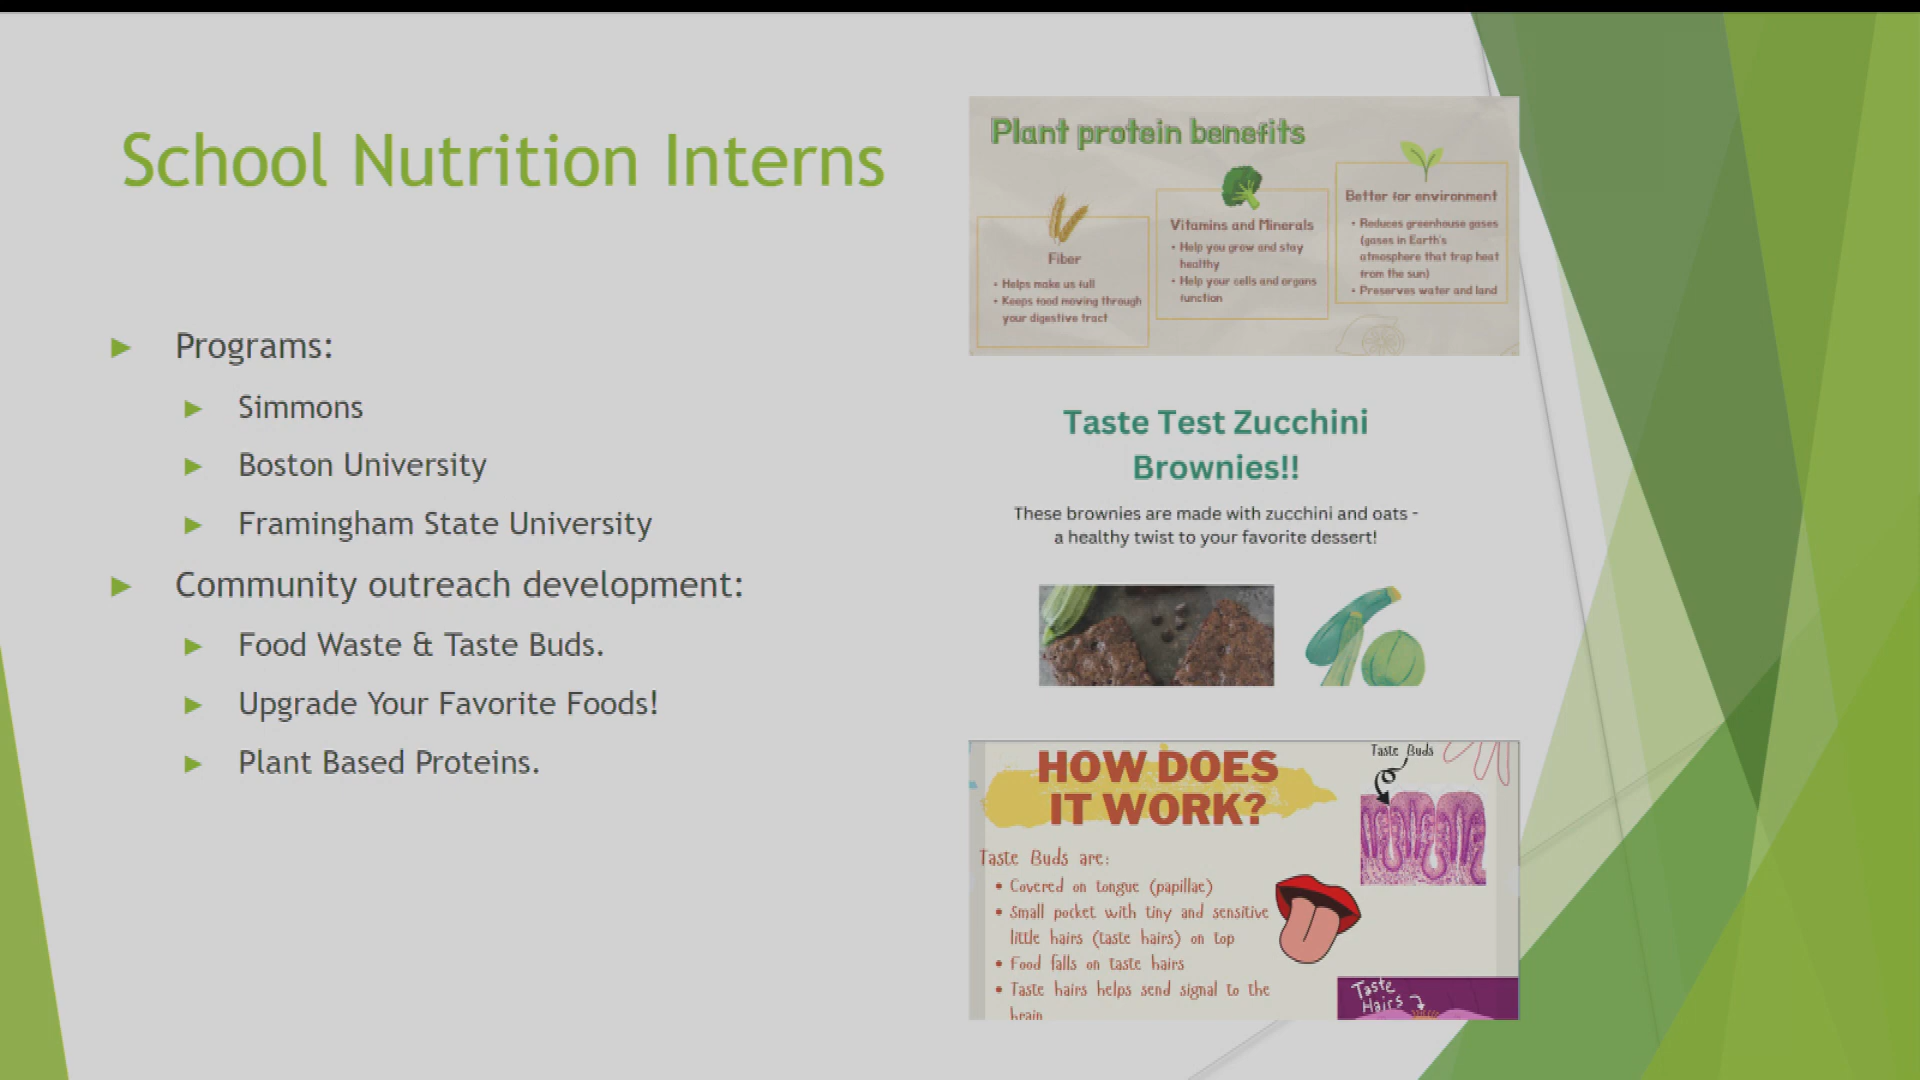 School Nutrition Interns
Programs:
Simmons
Boston University
Framingham State University
Community outreach development:
Food Waste & Taste Buds.
Upgrade Your Favorite Foods!
Plant Based Proteins.
Plant protein benefits
Fiber
• Helps make us full
• Keeps food moving through
your digestive tract
Vitamins and Minerals
• Help you grow and stay
healthy
• Help your cells and organs
function
Better for environment
• Reduces greenhouse gases
(gases in Earth's
atmosphere that trap heat
from the sun)
• Preserves water and land
Taste Test Zucchini
Brownies!!
These brownies are made with zucchini and oats -
a healthy twist to your favorite dessert!
HOW DOES
IT WORK?
Taste Buds
Taste Buds are:
• Covered on tongue (papillae)
• Small pocket with tiny and sensitive
little hairs (taste hairs) on top
• Food falls on taste hairs
• Taste hairs helps send signal to the
brain
Taste
Hairs